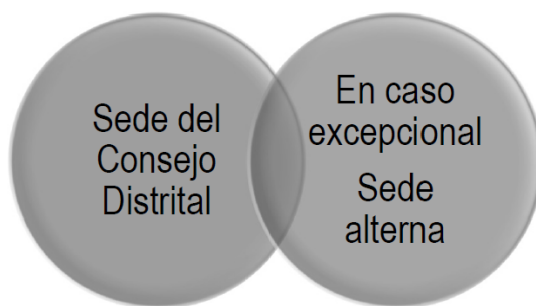 Sede del
Consejo
Distrital
En caso
excepcional
Sede
alterna